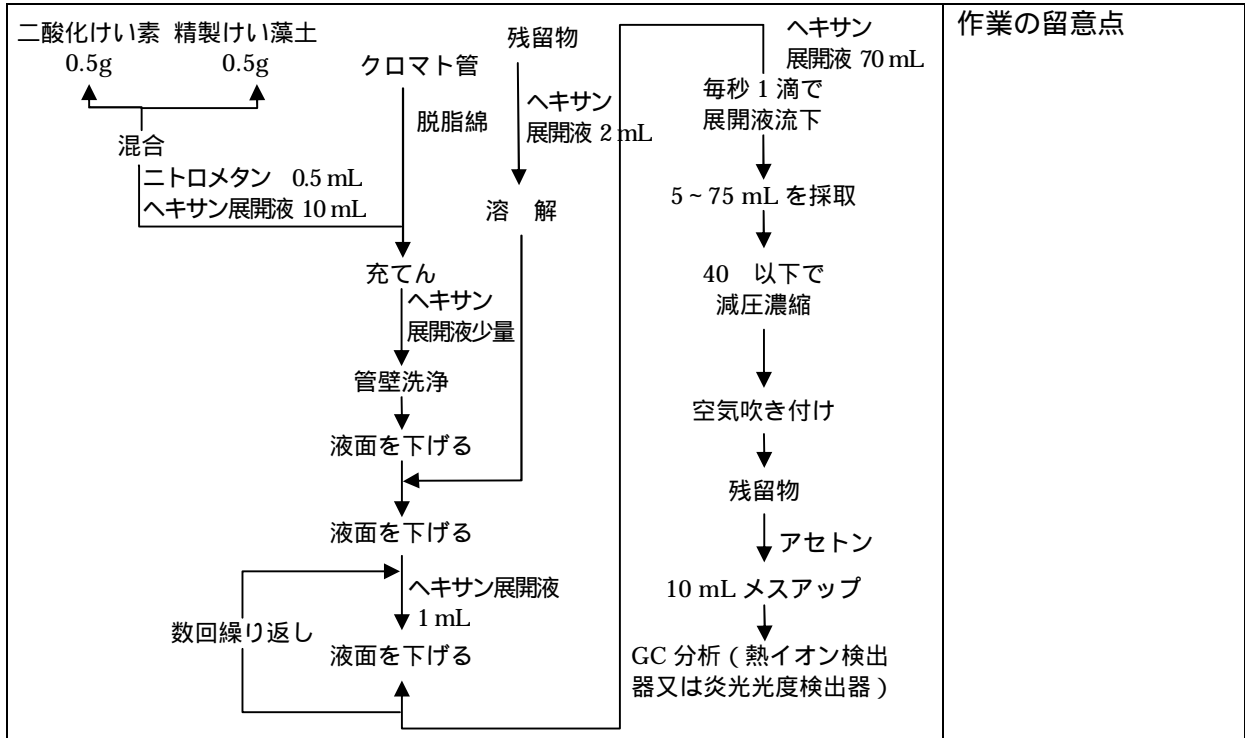 二酸化けい素 精製けい藻土
0.5g 0.5g
混合
ニトロメタン 0.5 mL
ヘキサン展開液 10 mL
クロマト管
脱脂綿
充てん
ヘキサン
展開液少量
管壁洗浄
液面を下げる
残留物
ヘキサン
展開液 2 mL
溶 解
液面を下げる
ヘキサン展開液
1 mL
数回繰り返し
液面を下げる
ヘキサン
展開液 70 mL
毎秒 1 滴で
展開液流下
5~75 mL を採取
40 以下で
減圧濃縮
空気吹き付け
残留物
アセトン
10 mL メスアップ
GC 分析(熱イオン検出
器又は炎光光度検出器)
作業の留意点